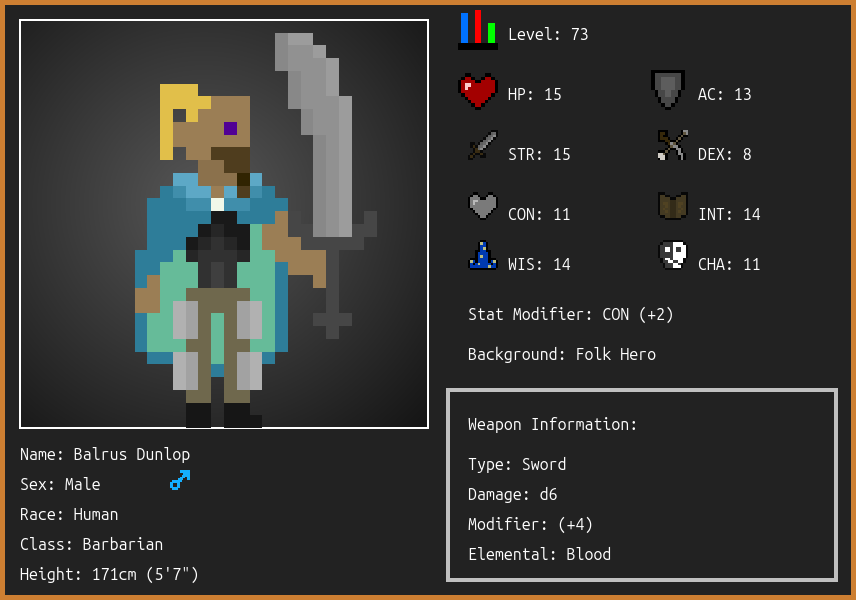 Level: 73
HP: 15
AC: 13
STR: 15
DEX: 8
CON: 11
INT: 14
WIS: 14
CHA: 11
Stat Modifier: CON (+2)
Background: Folk Hero
Weapon Information:
Type: Sword
Damage: d6
Modifier: (+4)
Elemental: Blood
Name: Balrus Dunlop
Sex: Male
Race: Human
Class: Barbarian
Height: 171cm (5'7")